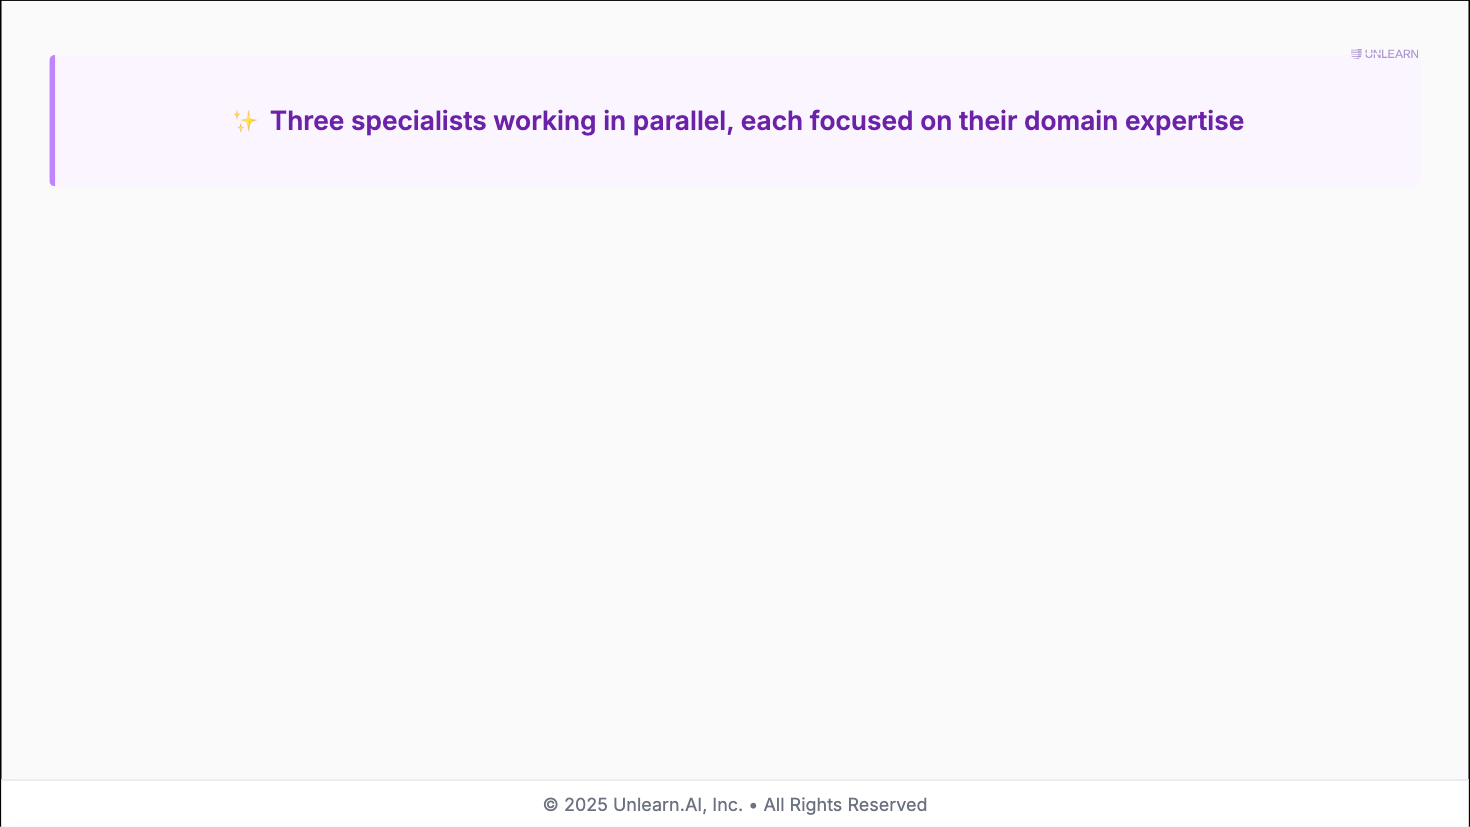 UNLEARN
✨ Three specialists working in parallel, each focused on their domain expertise
© 2025 Unlearn.AI, Inc. • All Rights Reserved